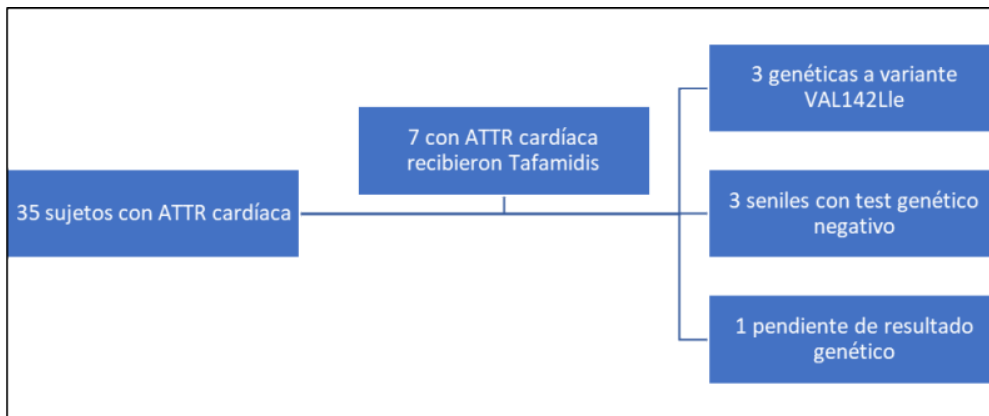 35 sujetos con ATTR cardíaca
7 con ATTR cardíaca
recibieron Tafamidis
3 genéticas a variante
VAL142Lle
3 seniles con test genético
negativo
1 pendiente de resultado
genético